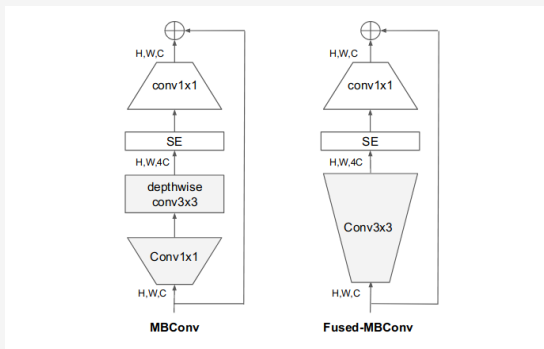 H,W,C
conv1x1
SE
H,W,4C
depthwise
conv3x3
Conv1x1
H,W,C
MBConv
H,W,C
conv1x1
SE
H,W,4C
Conv3x3
H,W,C
Fused-MBConv